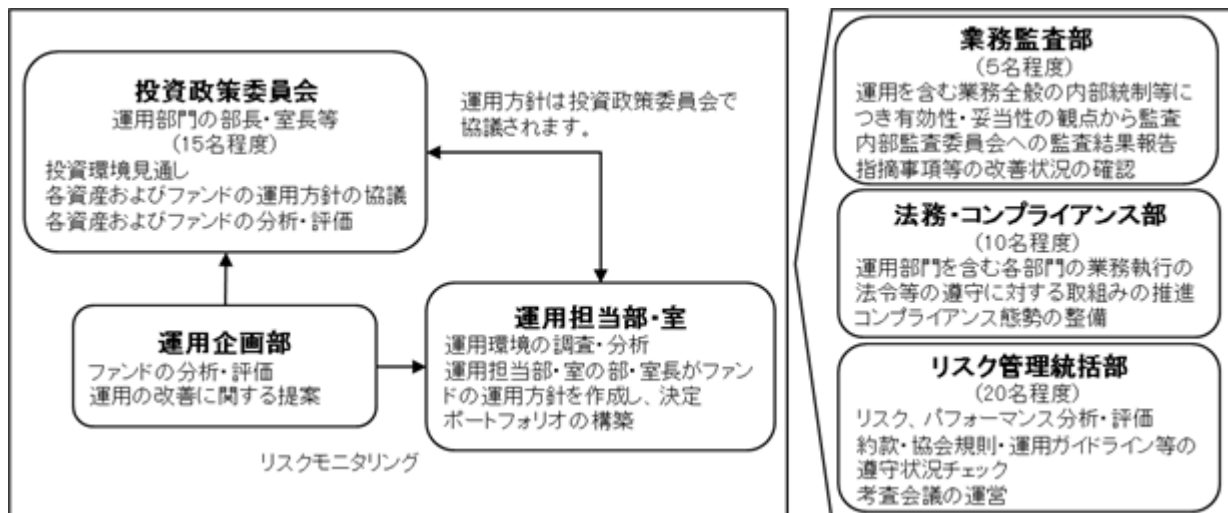 投資政策委員会
運用部門の部長・室長等
(15名程度)
投資環境見通し
各資産およびファンドの運用方針の協議
各資産およびファンドの分析・評価
運用方針は投資政策委員会で
協議されます。
運用企画部
ファンドの分析・評価
運用の改善に関する提案
運用担当部・室
運用環境の調査・分析
運用担当部・室の部・室長がファン
ドの運用方針を作成し、決定
ポートフォリオの構築
リスクモニタリング
業務監査部
(5名程度)
運用を含む業務全般の内部統制等に
つき有効性・妥当性の観点から監査
内部監査委員会への監査結果報告
指摘事項等の改善状況の確認
法務・コンプライアンス部
(10名程度)
運用部門を含む各部門の業務執行の
法令等の遵守に対する取組みの推進
コンプライアンス態勢の整備
リスク管理統括部
(20名程度)
リスク、パフォーマンス分析・評価
約款・協会規則・運用ガイドライン等の
遵守状況チェック
考査会議の運営